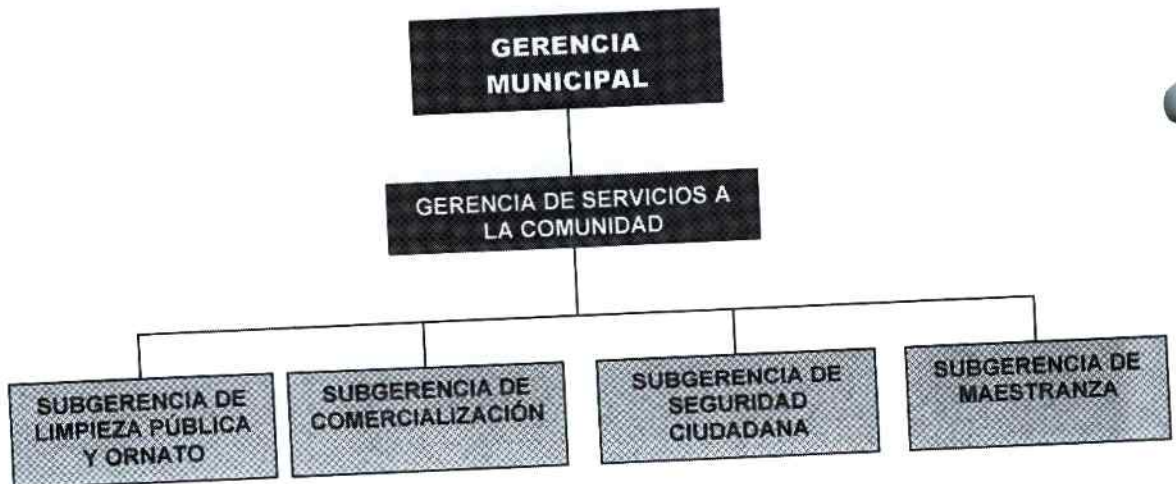 GERENCIA
MUNICIPAL
GERENCIA DE SERVICIOS A
LA COMUNIDAD
SUBGERENCIA DE
LIMPIEZA PÚBLICA
Y ORNATO
SUBGERENCIA DE
COMERCIALIZACIÓN
SUBGERENCIA DE
SEGURIDAD
CIUDADANA
SUBGERENCIA DE
MAESTRANZA